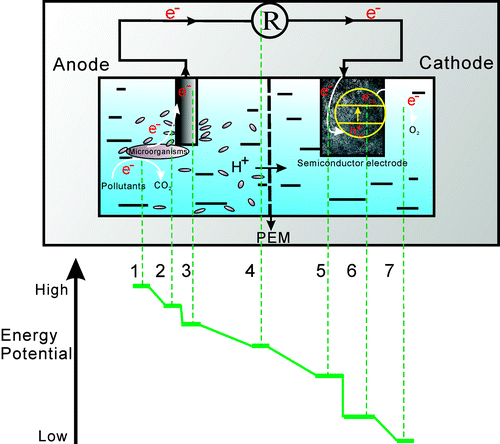 e-
e-
R
e-
Anode
Cathode
e-
e-
Microorganisms
H+
Semiconductor electrode
O2
e-
Pollutants
CO2
PEM
1 2 3 4 5 6 7
High
Energy
Potential
Low